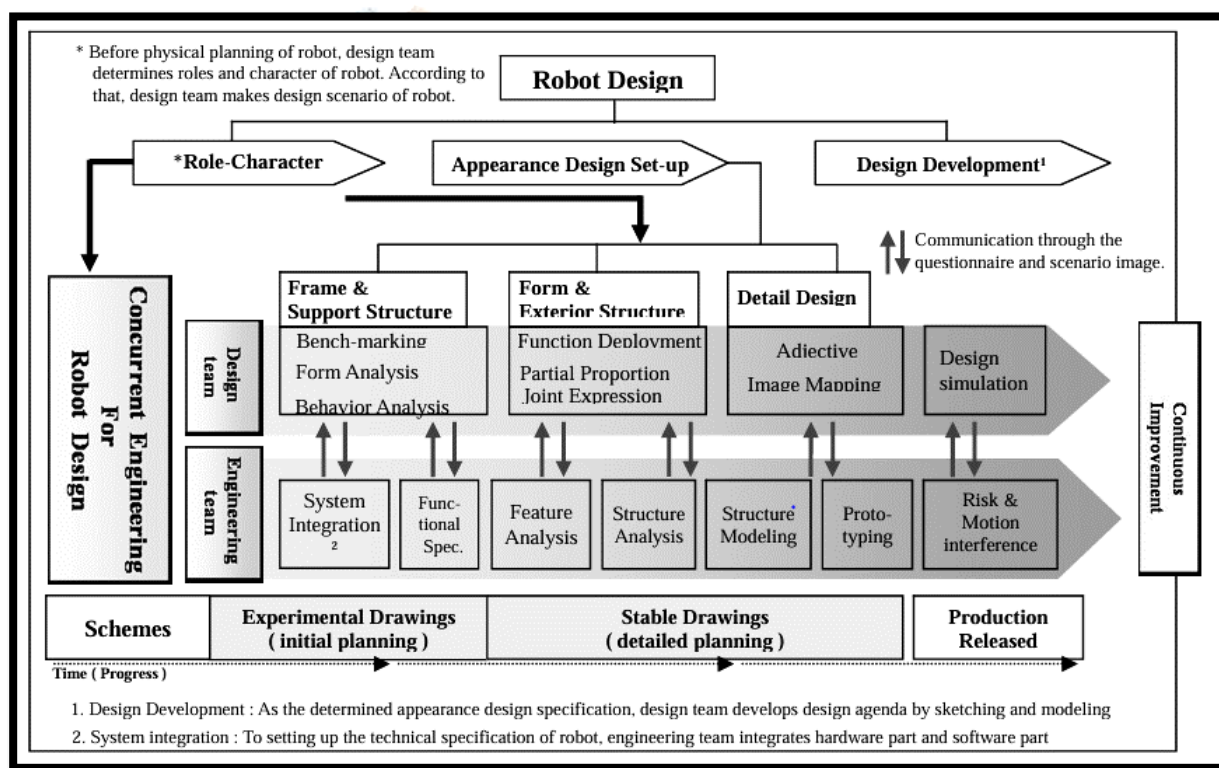 * Before physical planning of robot, design team
determines roles and character of robot. According to
that, design team makes design scenario of robot.
Robot Design
*Role-Character
Appearance Design Set-up
Design Development¹
Communication through the
questionnaire and scenario image.
Concurrent Engineering
For
Robot Design
Frame &
Support Structure
Form &
Exterior Structure
Detail Design
Design
team
Bench-marking
Form Analysis
Behavior Analysis
Function Deployment
Partial Proportion
Joint Expression
Adjective
Image Mapping
Design
simulation
Engineering
team
System
Integration
2
Func-
tional
Spec.
Feature
Analysis
Structure
Analysis
Structure
Modeling
Proto-
typing
Risk &
Motion
interference
Continuous
Improvement
Schemes
Experimental Drawings
( initial planning )
Stable Drawings
( detailed planning )
Production
Released
Time ( Progress )
1. Design Development : As the determined appearance design specification, design team develops design agenda by sketching and modeling
2. System integration : To setting up the technical specification of robot, engineering team integrates hardware part and software part